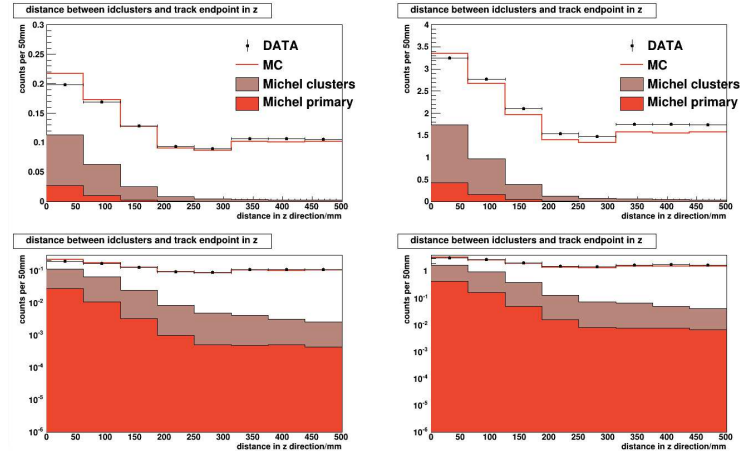 distance between idclusters and track endpoint in z
counts per 50mm
0.3
0.25
0.2
0.15
0.1
0.05
0
DATA
MC
Michel clusters
Michel primary
0 50 100 150 200 250 300 350 400 450 500
distance in z direction/mm
distance between idclusters and track endpoint in z
counts per 50mm
4
3.5
3
2.5
2
1.5
1
0.5
0
DATA
MC
Michel clusters
Michel primary
0 50 100 150 200 250 300 350 400 450 500
distance in z direction/mm
distance between idclusters and track endpoint in z
counts per 50mm
10-1
10-2
10-3
10-4
10-5
10-6
0 50 100 150 200 250 300 350 400 450 500
distance in z direction/mm
distance between idclusters and track endpoint in z
counts per 50mm
1
10-1
10-2
10-3
10-4
10-5
10-6
0 50 100 150 200 250 300 350 400 450 500
distance in z direction/mm